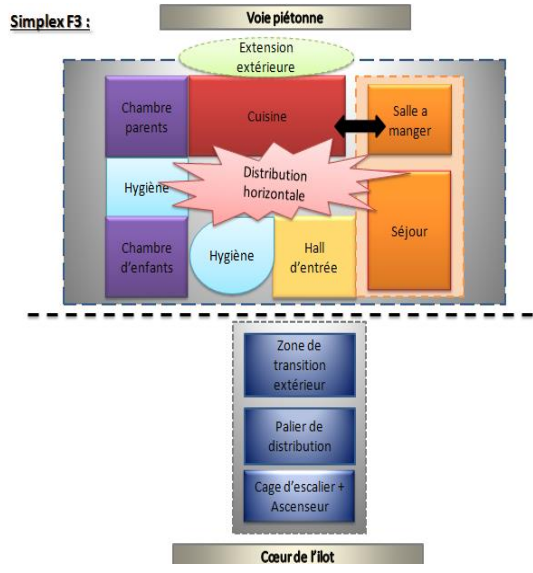 Simplex F3 :
Voie piétonne
Extension
extérieure
Chambre
parents
Cuisine
Salle a
manger
Hygiène
Distribution
horizontale
Séjour
Chambre
d'enfants
Hygiène
Hall
d'entrée
Zone de
transition
extérieur
Palier de
distribution
Cage d'escalier +
Ascenseur
Cœur de l'ilot